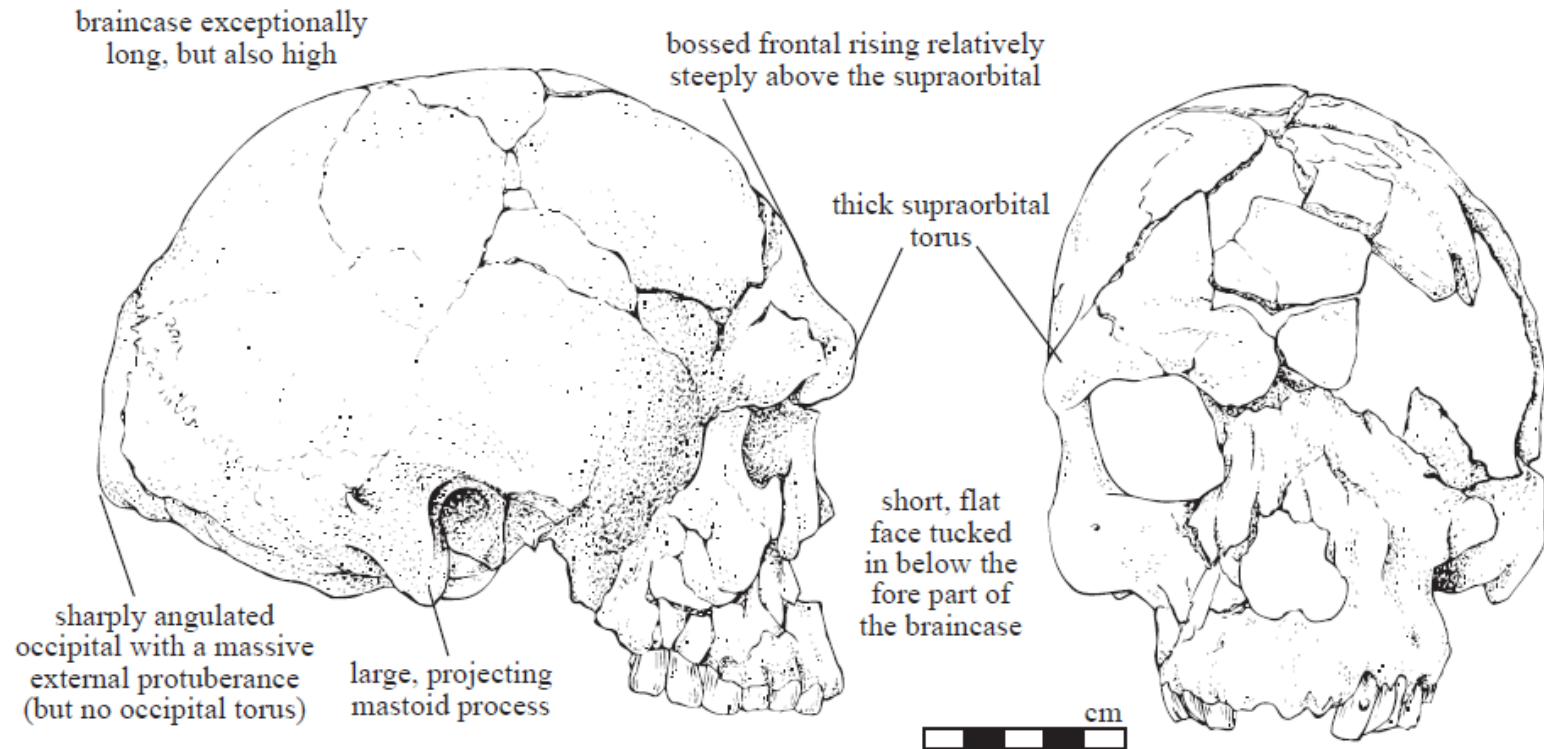 braincase exceptionally
long, but also high
bossed frontal rising relatively
steeply above the supraorbital
thick supraorbital
torus
short, flat
face tucked
in below the
fore part of
the braincase
sharply angulated
occipital with a massive
external protuberance
(but no occipital torus)
large, projecting
mastoid process
cm